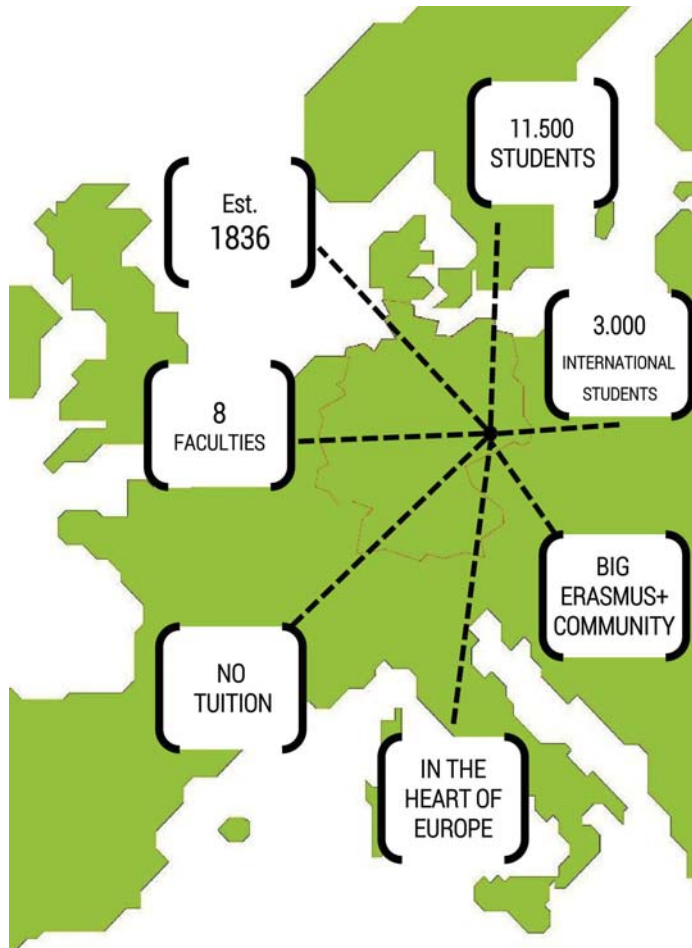 11.500
STUDENTS
Est.
1836
3.000
INTERNATIONAL
STUDENTS
8
FACULTIES
BIG
ERASMUS+
COMMUNITY
NO
TUITION
IN THE
HEART OF
EUROPE